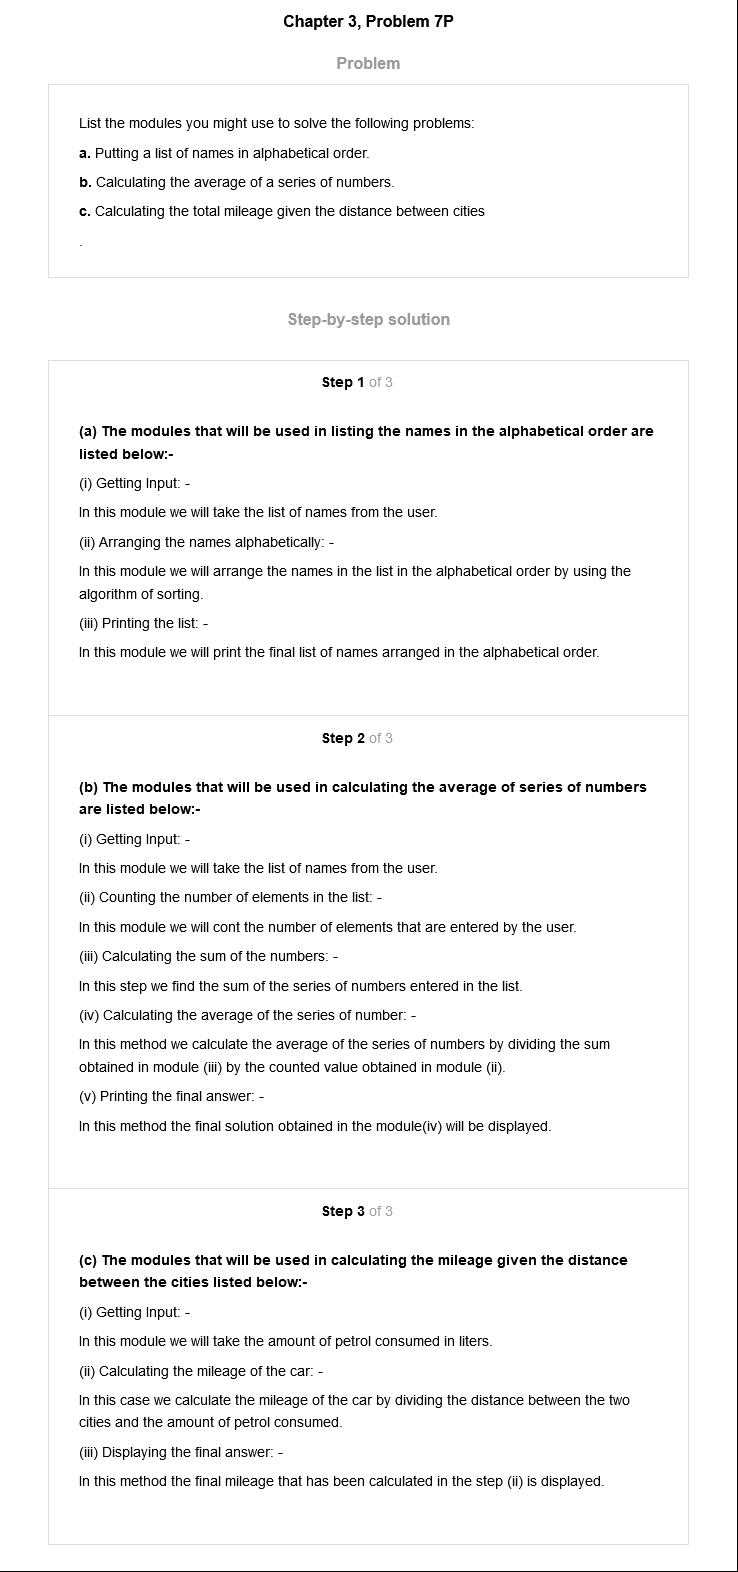 Chapter 3, Problem 7P
Problem
List the modules you might use to solve the following problems:
a. Putting a list of names in alphabetical order.
b. Calculating the average of a series of numbers.
c. Calculating the total mileage given the distance between cities
.
Step-by-step solution
Step 1 of 3
(a) The modules that will be used in listing the names in the alphabetical order are
listed below:-
(i) Getting Input: -
In this module we will take the list of names from the user.
(ii) Arranging the names alphabetically: -
In this module we will arrange the names in the list in the alphabetical order by using the
algorithm of sorting.
(iii) Printing the list: -
In this module we will print the final list of names arranged in the alphabetical order.
Step 2 of 3
(b) The modules that will be used in calculating the average of series of numbers
are listed below:-
(i) Getting Input: -
In this module we will take the list of names from the user.
(ii) Counting the number of elements in the list: -
In this module we will cont the number of elements that are entered by the user.
(iii) Calculating the sum of the numbers: -
In this step we find the sum of the series of numbers entered in the list.
(iv) Calculating the average of the series of number: -
In this method we calculate the average of the series of numbers by dividing the sum
obtained in module (iii) by the counted value obtained in module (ii).
(v) Printing the final answer: -
In this method the final solution obtained in the module(iv) will be displayed.
Step 3 of 3
(c) The modules that will be used in calculating the mileage given the distance
between the cities listed below:-
(i) Getting Input: -
In this module we will take the amount of petrol consumed in liters.
(ii) Calculating the mileage of the car: -
In this case we calculate the mileage of the car by dividing the distance between the two
cities and the amount of petrol consumed.
(iii) Displaying the final answer: -
In this method the final mileage that has been calculated in the step (ii) is displayed.